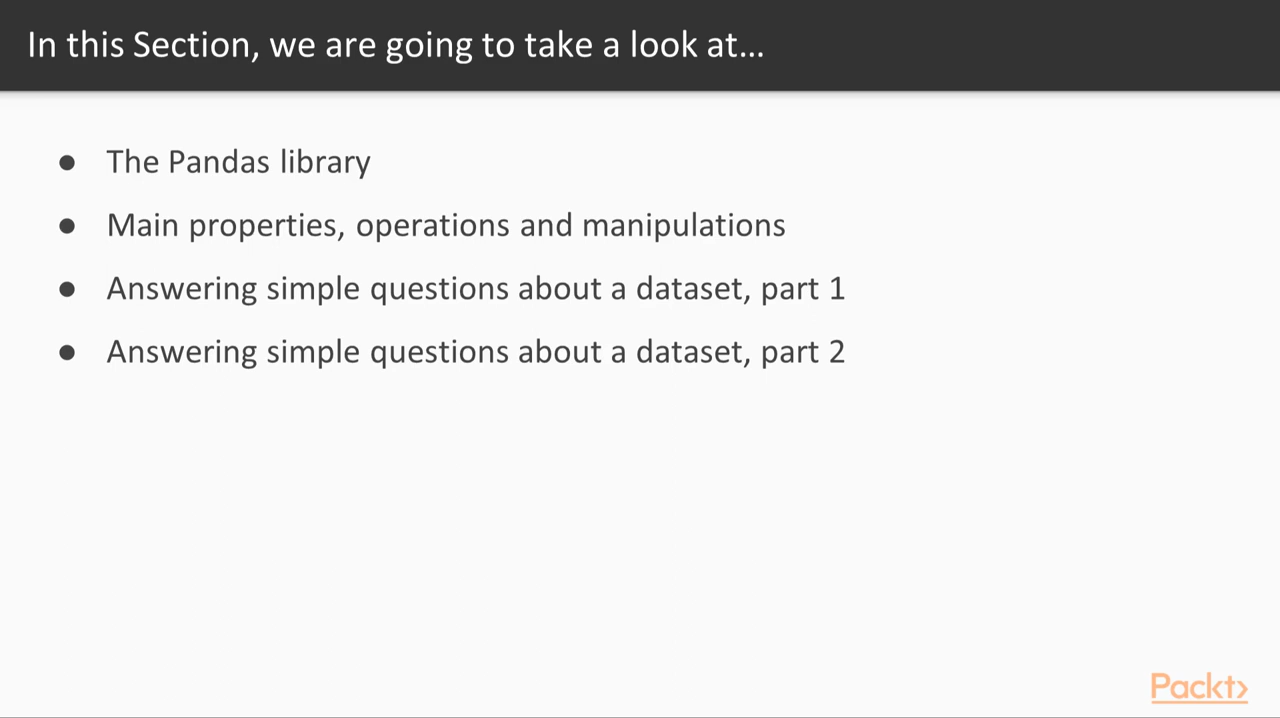 In this Section, we are going to take a look at...
● The Pandas library
● Main properties, operations and manipulations
● Answering simple questions about a dataset, part 1
● Answering simple questions about a dataset, part 2
Packt>